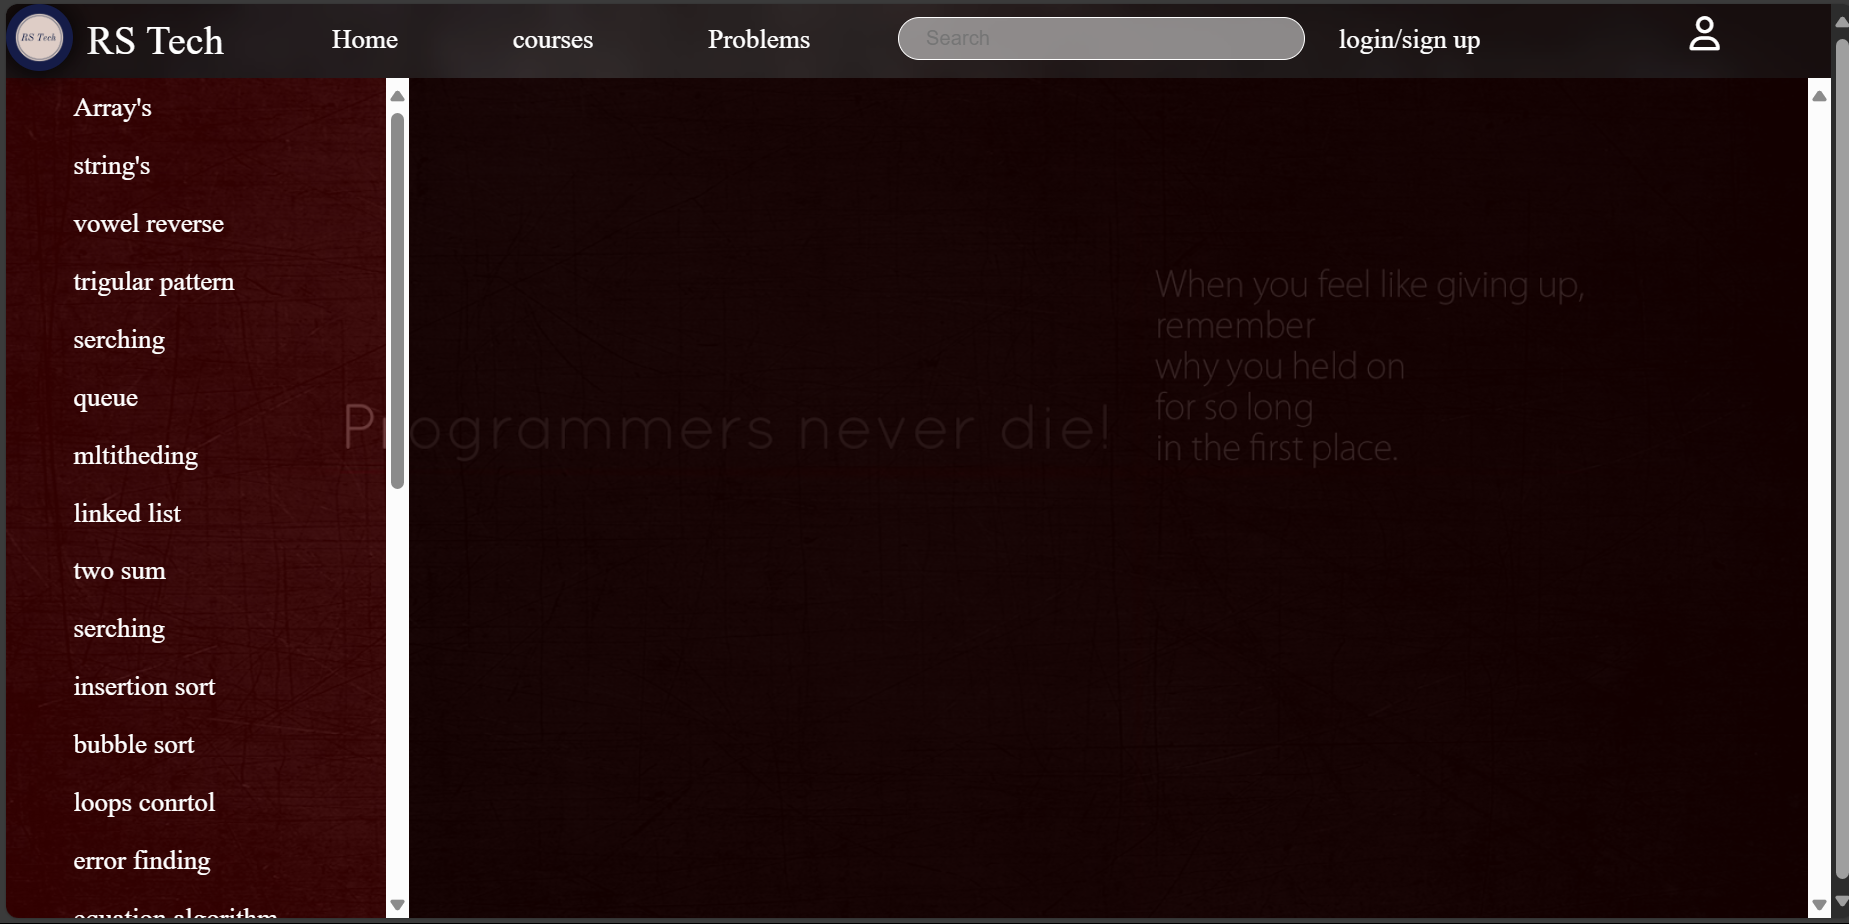 RS Tech
RS Tech
Home
courses
Problems
Search
login/sign up
Array's
string's
vowel reverse
trigular pattern
serching
queue
mltitheding
linked list
two sum
serching
insertion sort
bubble sort
loops conrtol
error finding
equation algorithm
Programmers never die!
When you feel like giving up,
remember
why you held on
for so long
in the first place.